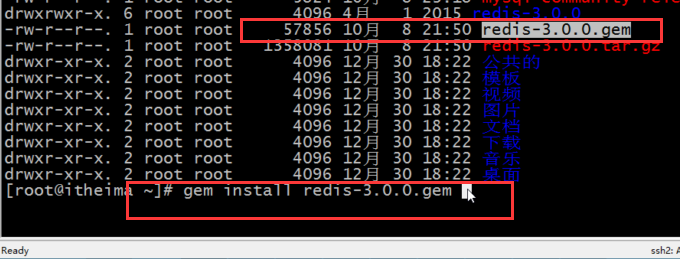 drwxrwxr-x. 6 root root 4096 4月 1 2015 redis-3.0.0
-rw-r--r--. 1 root root 57856 10月 8 21:50 redis-3.0.0.gem
-rw-r--r--. 1 root root 1358081 10月 8 21:50 redis-3.0.0.tar.gz
drwxr-xr-x. 2 root root 4096 12月 30 18:22 公共的
drwxr-xr-x. 2 root root 4096 12月 30 18:22 模板
drwxr-xr-x. 2 root root 4096 12月 30 18:22 视频
drwxr-xr-x. 2 root root 4096 12月 30 18:22 图片
drwxr-xr-x. 2 root root 4096 12月 30 18:22 文档
drwxr-xr-x. 2 root root 4096 12月 30 18:22 下载
drwxr-xr-x. 2 root root 4096 12月 30 18:22 音乐
drwxr-xr-x. 2 root root 4096 12月 30 18:22 桌面
[root@itheima ~]# gem install redis-3.0.0.gem
Ready ssh2: A